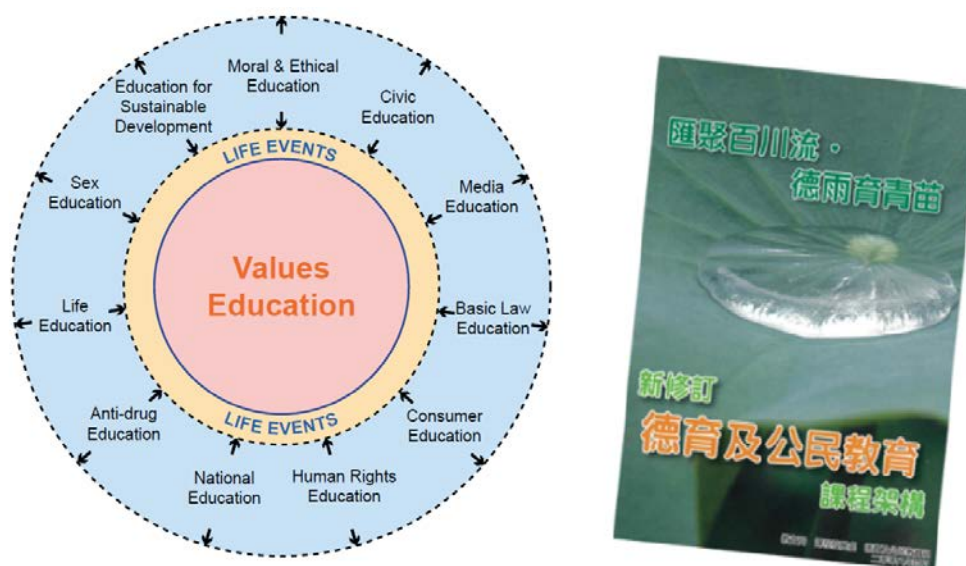 Moral & Ethical
Education
Civic
Education
Media
Education
Basic Law
Education
Consumer
Education
Human Rights
Education
National
Education
Anti-drug
Education
Life
Education
Sex
Education
Education for
Sustainable
Development
LIFE EVENTS
Values
Education
LIFE EVENTS
匯聚百川流・
德雨育青苗
新修訂
德育及公民教育
課程架構